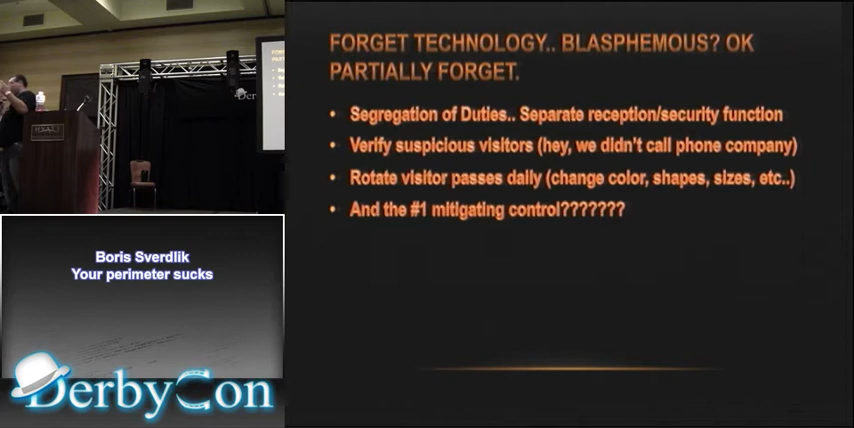 FORGET TECHNOLOGY.. BLASPHEMOUS? OK
PARTIALLY FORGET.
• Segregation of Duties.. Separate reception/security function
• Verify suspicious visitors (hey, we didn't call phone company)
• Rotate visitor passes daily (change color, shapes, sizes, etc..)
• And the #1 mitigating control???????
HYATT
Boris Sverdlik
Your perimeter sucks
DerbyCon